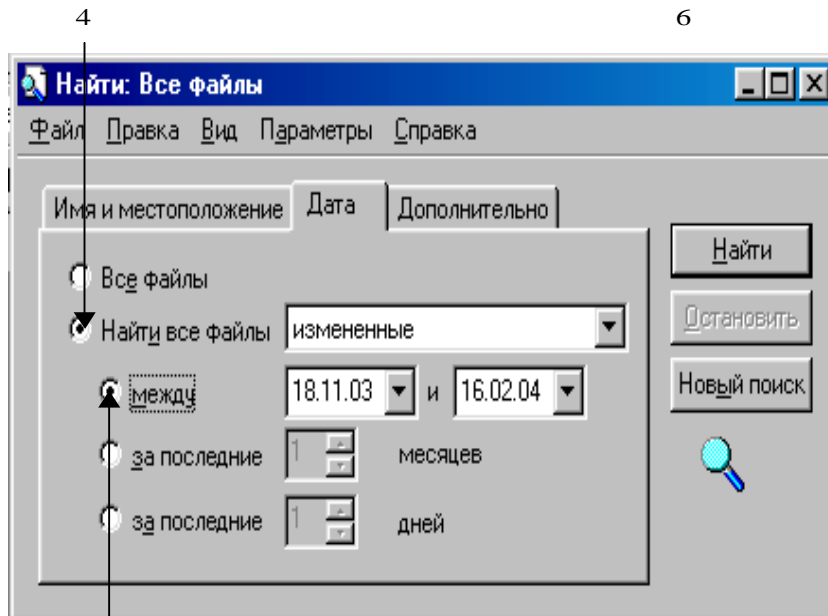 4 6
Найти: Все файлы
Файл Правка Вид Параметры Справка
Имя и местоположение Дата Дополнительно
Найти
Все файлы
Остановить
Найти все файлы измененные
Новый поиск
между 18.11.03 и 16.02.04
за последние 1 месяцев
за последние 1 дней